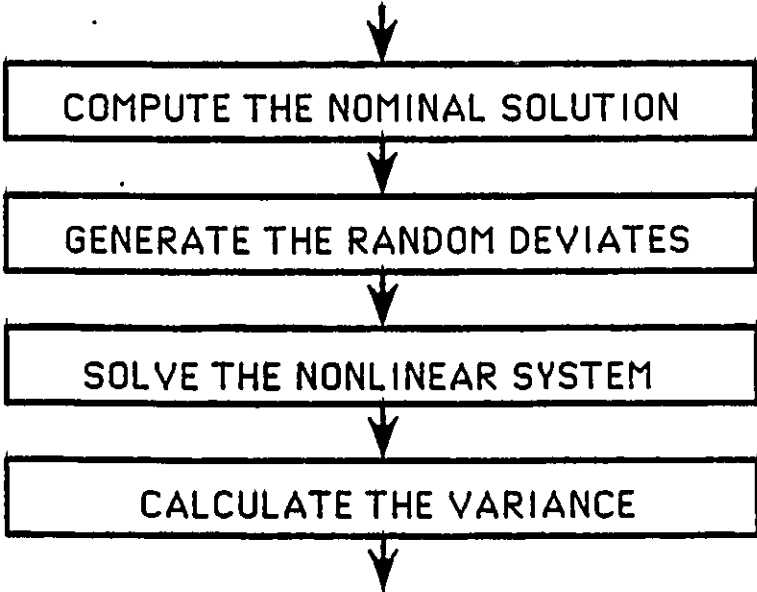 COMPUTE THE NOMINAL SOLUTION
GENERATE THE RANDOM DEVIATES
SOLVE THE NONLINEAR SYSTEM
CALCULATE THE VARIANCE